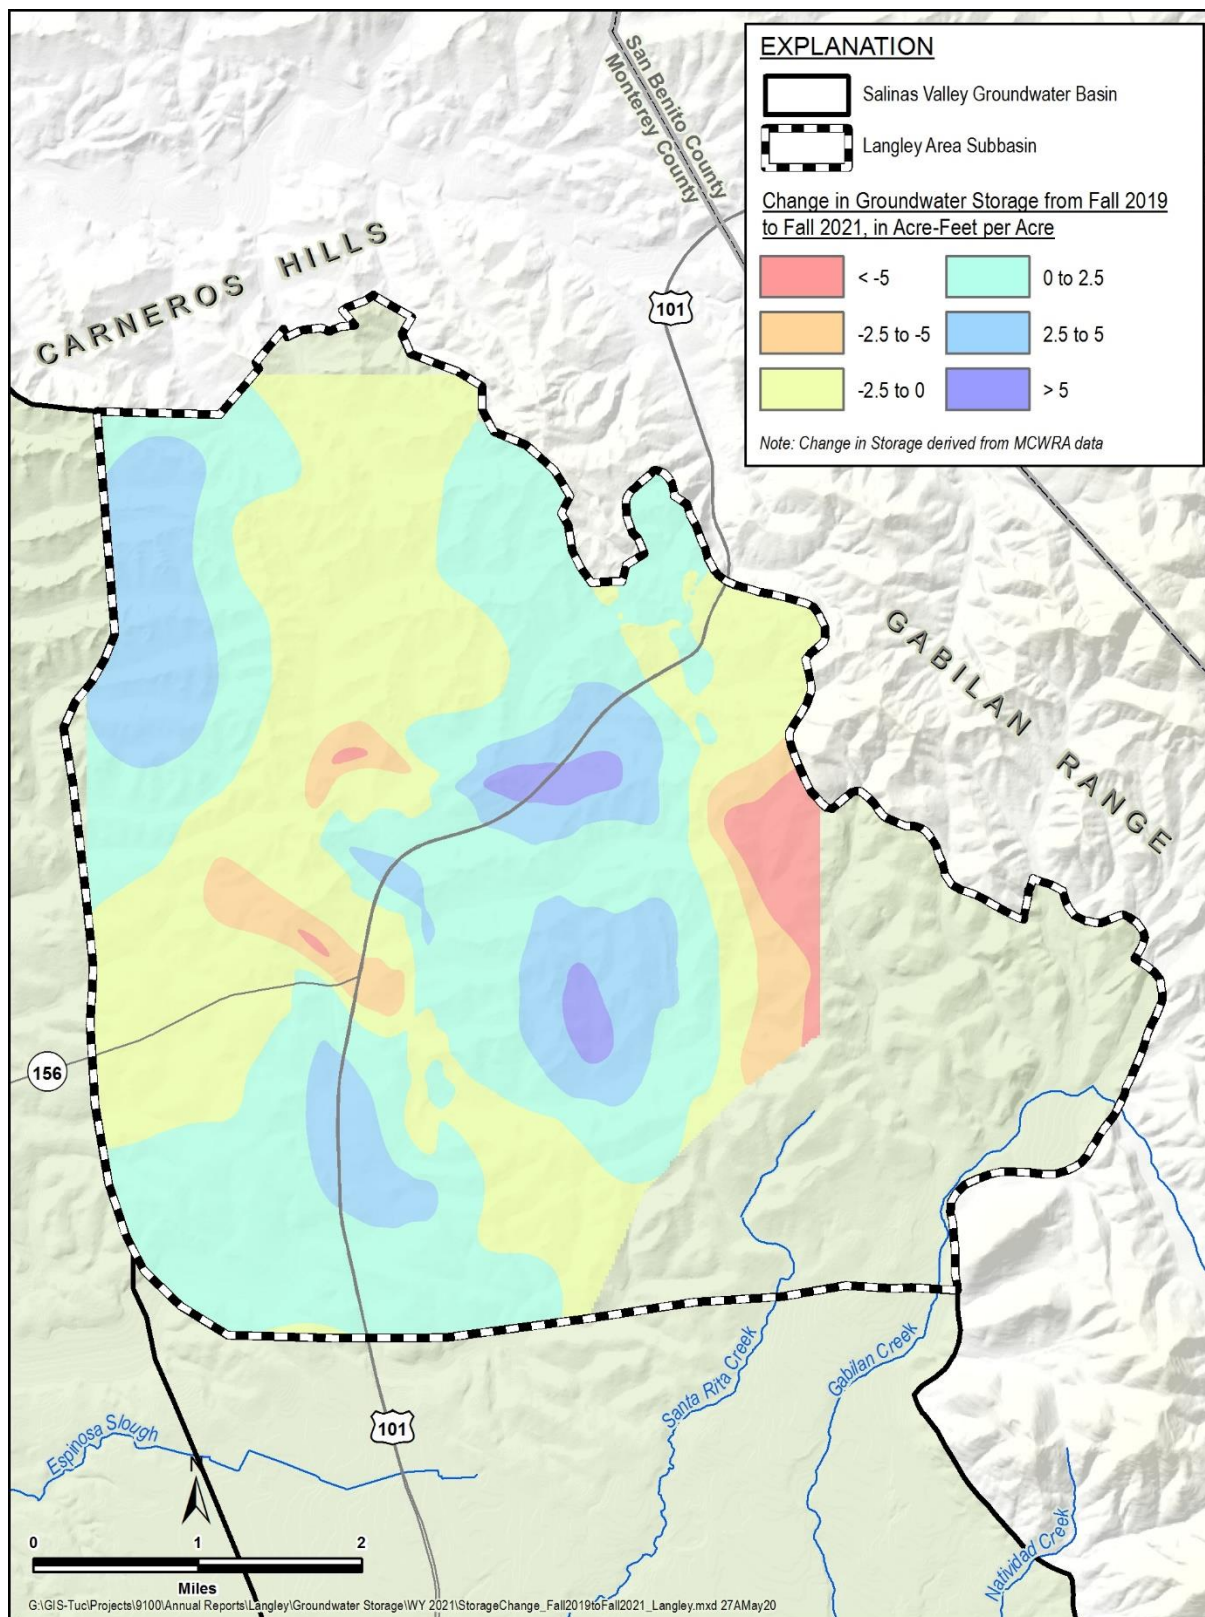 EXPLANATION
Salinas Valley Groundwater Basin
Langley Area Subbasin
Change in Groundwater Storage from Fall 2019
to Fall 2021, in Acre-Feet per Acre
< -5
0 to 2.5
-2.5 to -5
2.5 to 5
-2.5 to 0
> 5
Note: Change in Storage derived from MCWRA data
San Benito County
Monterey County
CARNEROS HILLS
101
GABILAN RANGE
156
Santa Rita Creek
Gabilan Creek
101
Espinosa Slough
Natividad Creek
N
0 1 2
Miles
G:\GIS-Tuc\Projects\9100\Annual Reports\Langley\Groundwater Storage\WY 2021\StorageChange_Fall2019toFall2021_Langley.mxd 27AMay20